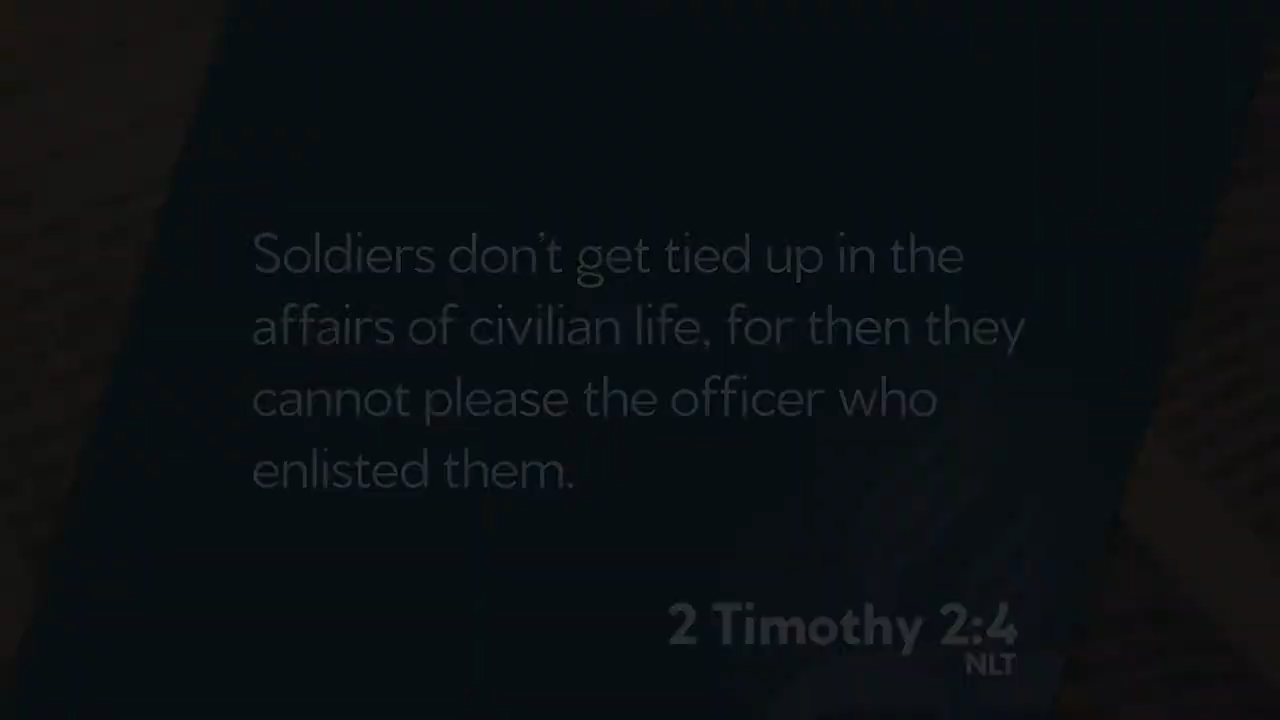 Soldiers don't get tied up in the
affairs of civilian life, for then they
cannot please the officer who
enlisted them.
2 Timothy 2:4
NLT